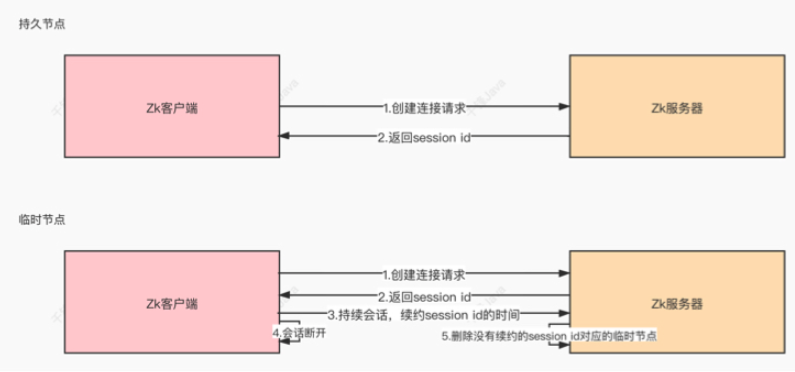 持久节点
Zk客户端
1.创建连接请求
Zk服务器
2.返回session id
临时节点
1.创建连接请求
2.返回session id
Zk客户端
Zk服务器
3.持续会话，续约session id的时间
4.会话断开
5.删除没有续约的session id对应的临时节点